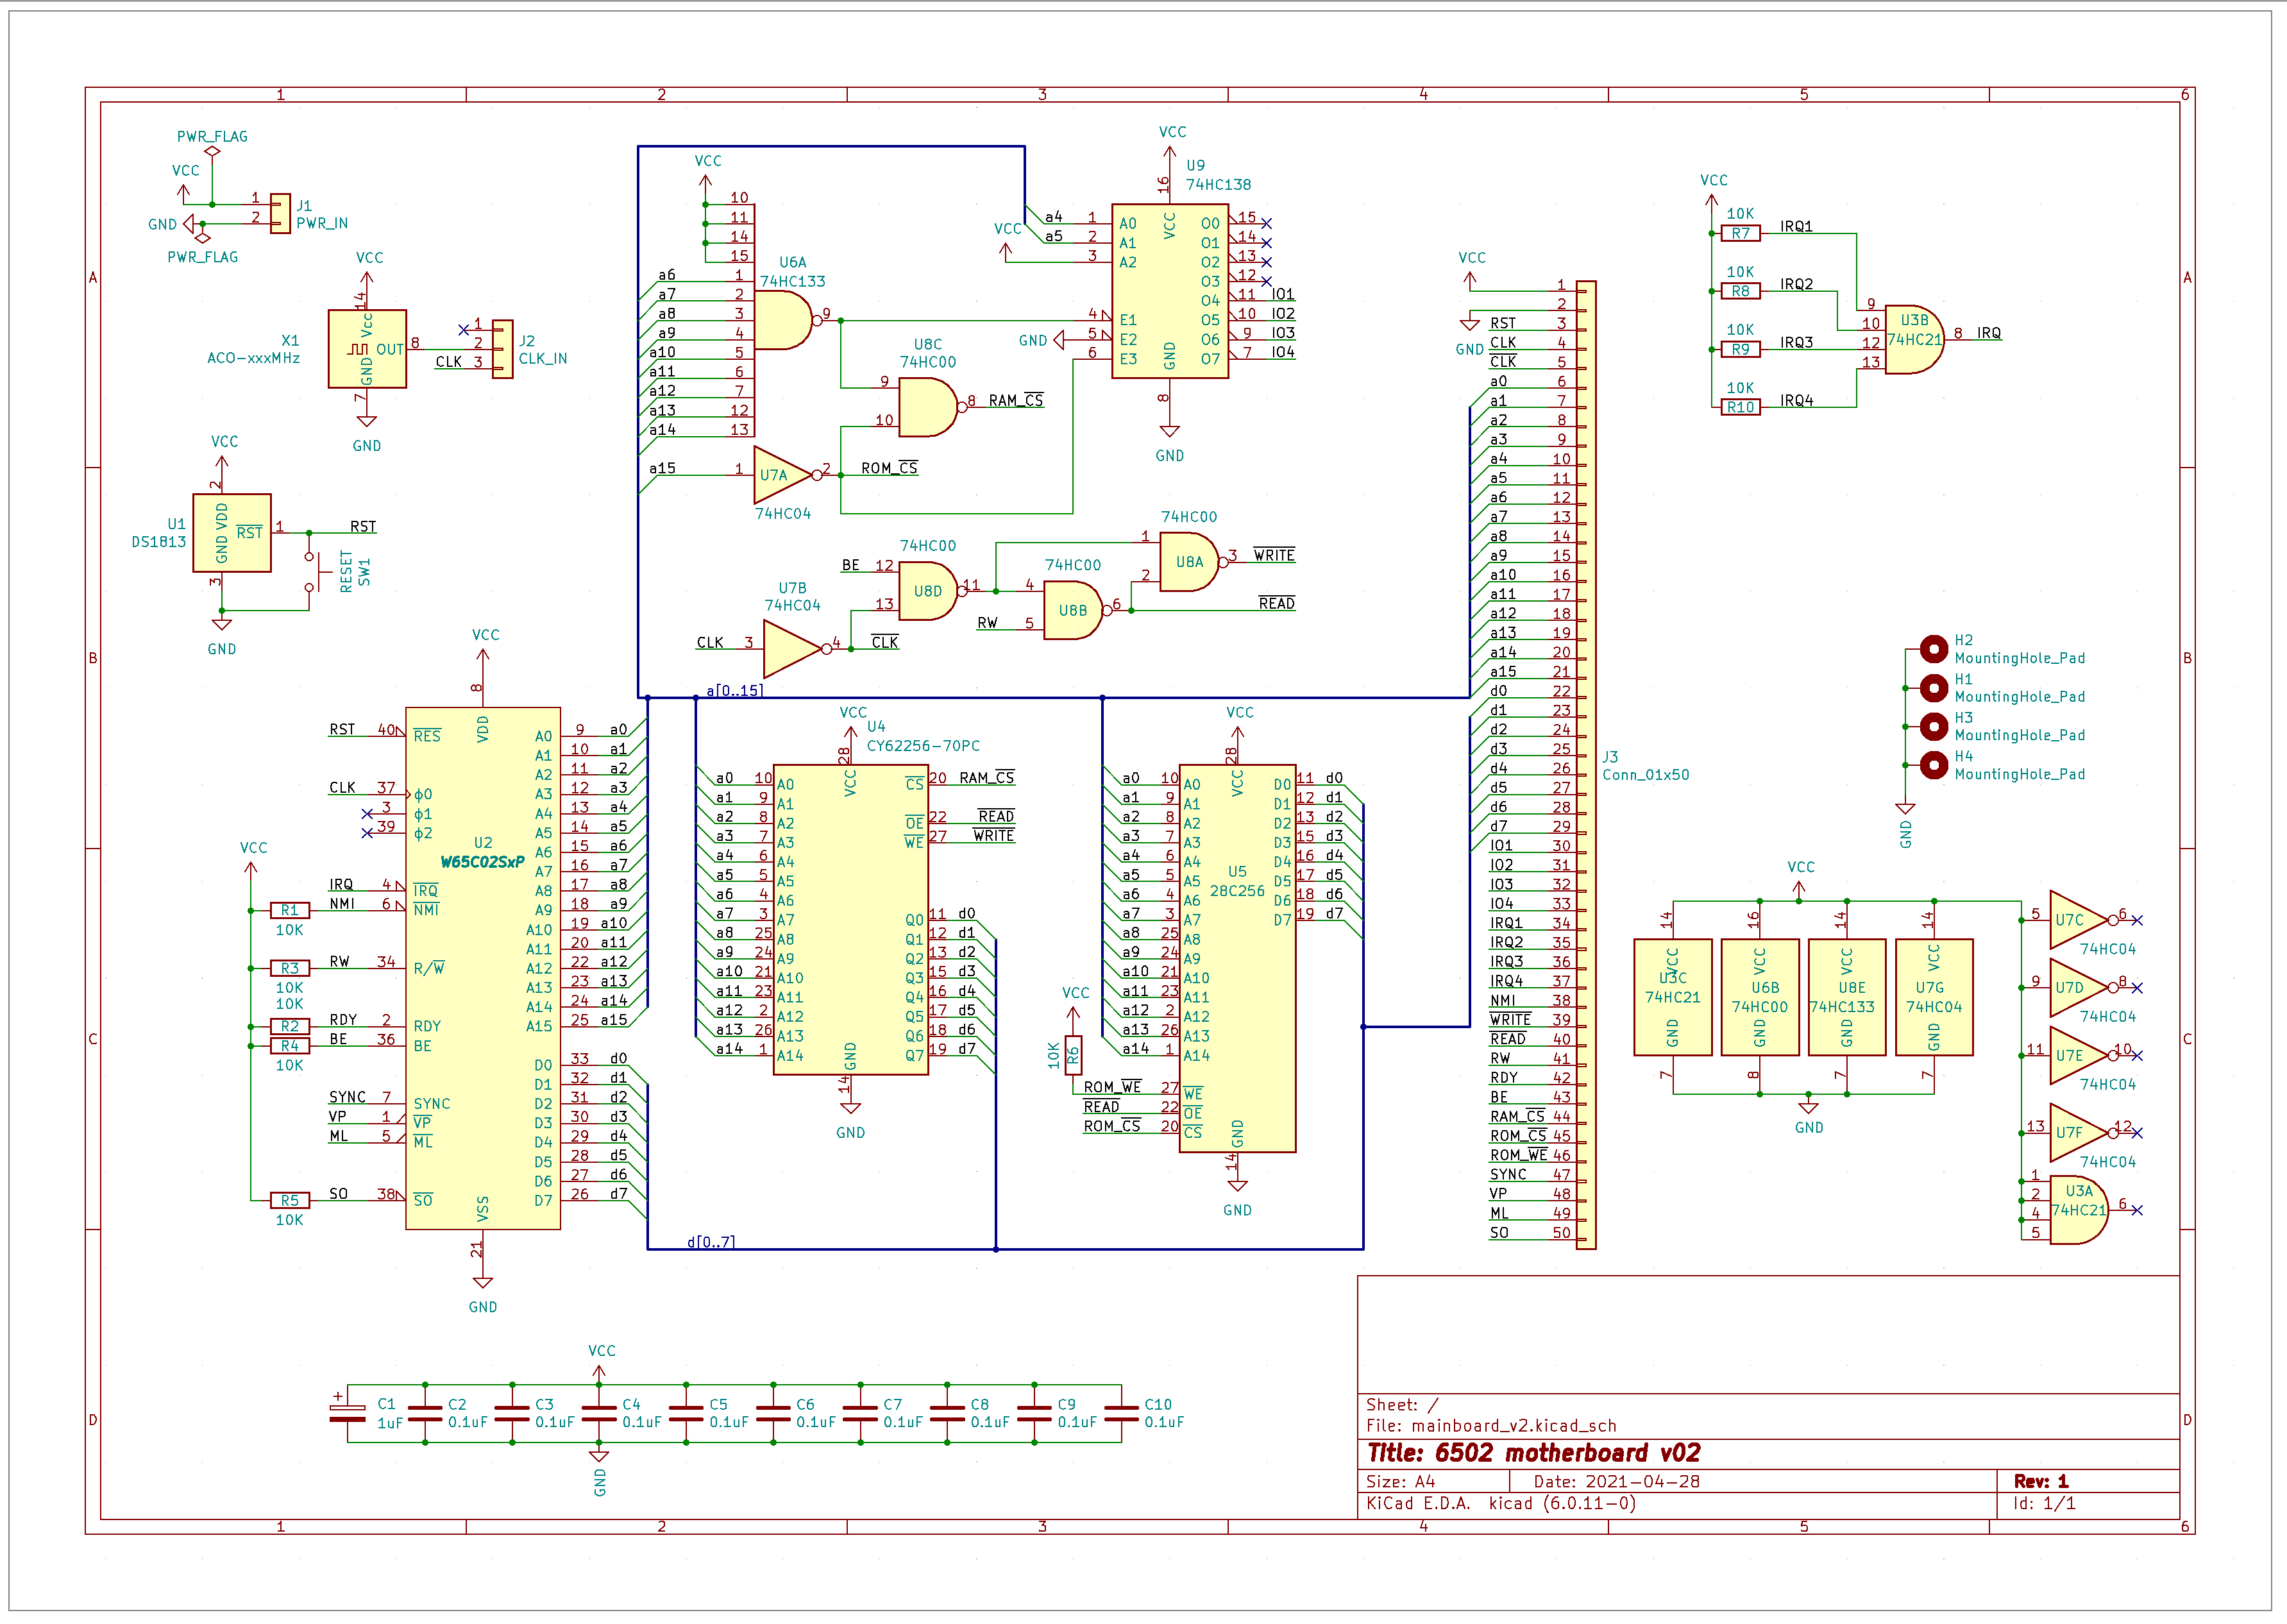 1 2 3 4 5 6
A B C D
PWR_FLAG
VCC
1
2
J1
PWR_IN
GND
PWR_FLAG
VCC
14
Vcc
X1
ACO-xxxMHz
OUT
8
GND
7
GND
1
2
3
CLK
J2
CLK_IN
VCC
2
VDD
U1
DS1813
RST
1
RST
GND
3
RESET
SW1
GND
VCC
10
11
14
15
U6A
74HC133
a6 1
a7 2
a8 3
a9 4
a10 5
a11 6
a12 7
a13 12
a14 13
9
a15 1
U7A
2
74HC04
ROM_CS
U8C
74HC00
9
10
8
RAM_CS
VCC
U9
74HC138
16
VCC
a4 1 A0
a5 2 A1
VCC
3 A2
4 E1
GND 5 E2
6 E3
O0 15
O1 14
O2 13
O3 12
O4 11 IO1
O5 10 IO2
O6 9 IO3
O7 7 IO4
GND
8
GND
CLK 3
U7B
74HC04
4 CLK
BE 12
13
74HC00
U8D
11
4
RW 5
74HC00
U8B
6
READ
1
2
74HC00
U8A
3
WRITE
a[0..15]
VCC
8
VDD
RST 40 RES
CLK 37 ϕ0
3 ϕ1
39 ϕ2
U2
W65C02SxP
VCC
IRQ 4 IRQ
R1 10K NMI 6 NMI
R3 10K RW 34 R/W
10K R2 RDY 2 RDY
R4 10K BE 36 BE
SYNC 7 SYNC
VP 1 VP
ML 5 ML
R5 10K SO 38 SO
A0 9 a0
A1 10 a1
A2 11 a2
A3 12 a3
A4 13 a4
A5 14 a5
A6 15 a6
A7 16 a7
A8 17 a8
A9 18 a9
A10 19 a10
A11 20 a11
A12 22 a12
A13 23 a13
A14 24 a14
A15 25 a15
D0 33 d0
D1 32 d1
D2 31 d2
D3 30 d3
D4 29 d4
D5 28 d5
D6 27 d6
D7 26 d7
VSS
21
GND
d[0..7]
VCC
U4
CY62256-70PC
28
VCC
a0 10 A0
a1 9 A1
a2 8 A2
a3 7 A3
a4 6 A4
a5 5 A5
a6 4 A6
a7 3 A7
a8 25 A8
a9 24 A9
a10 21 A10
a11 23 A11
a12 2 A12
a13 26 A13
a14 1 A14
CS 20 RAM_CS
OE 22 READ
WE 27 WRITE
Q0 11 d0
Q1 12 d1
Q2 13 d2
Q3 15 d3
Q4 16 d4
Q5 17 d5
Q6 18 d6
Q7 19 d7
GND
14
GND
VCC
28
VCC
U5
28C256
a0 10 A0
a1 9 A1
a2 8 A2
a3 7 A3
a4 6 A4
a5 5 A5
a6 4 A6
a7 3 A7
a8 25 A8
a9 24 A9
a10 21 A10
a11 23 A11
a12 2 A12
a13 26 A13
a14 1 A14
VCC
10K
R6
ROM_WE 27 WE
READ 22 OE
ROM_CS 20 CS
D0 11 d0
D1 12 d1
D2 13 d2
D3 15 d3
D4 16 d4
D5 17 d5
D6 18 d6
D7 19 d7
GND
14
GND
VCC
1
2
GND
RST 3
CLK 4
CLK 5
a0 6
a1 7
a2 8
a3 9
a4 10
a5 11
a6 12
a7 13
a8 14
a9 15
a10 16
a11 17
a12 18
a13 19
a14 20
a15 21
d0 22
d1 23
d2 24
d3 25
d4 26
d5 27
d6 28
d7 29
IO1 30
IO2 31
IO3 32
IO4 33
IRQ1 34
IRQ2 35
IRQ3 36
IRQ4 37
NMI 38
WRITE 39
READ 40
RW 41
RDY 42
BE 43
RAM_CS 44
ROM_CS 45
ROM_WE 46
SYNC 47
VP 48
ML 49
SO 50
J3
Conn_01x50
VCC
10K
R7 IRQ1
10K
R8 IRQ2
10K
R9 IRQ3
10K
R10 IRQ4
9
10
12
13
U3B
74HC21
8 IRQ
H2
MountingHole_Pad
H1
MountingHole_Pad
H3
MountingHole_Pad
H4
MountingHole_Pad
GND
VCC
14 VCC U3C 74HC21 GND 7
16 VCC U6B 74HC00 GND 8
14 VCC U8E 74HC133 GND 7
14 VCC U7G 74HC04 GND 7
GND
5 U7C 6
74HC04
9 U7D 8
74HC04
11 U7E 10
74HC04
13 U7F 12
74HC04
1
2
4
5
U3A
74HC21
6
VCC
C1 1uF
C2 0.1uF
C3 0.1uF
C4 0.1uF
C5 0.1uF
C6 0.1uF
C7 0.1uF
C8 0.1uF
C9 0.1uF
C10 0.1uF
GND
Sheet: /
File: mainboard_v2.kicad_sch
Title: 6502 motherboard v02
Size: A4 Date: 2021-04-28 Rev: 1
KiCad E.D.A. kicad (6.0.11-0) Id: 1/1
1 2 3 4 5 6
A B C D